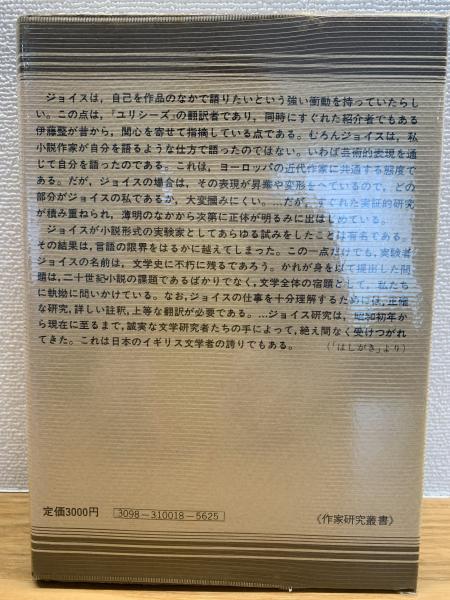 ジョイスは，自己を作品のなかで語りたいという強い衝動を持っていたらし
い。この点は，『ユリシーズ』の翻訳者であり，同時にすぐれた紹介者でもある
伊藤整が昔から，関心を寄せて指摘している点である。むろんジョイスは，私
小説作家が自分を語るような仕方で語ったのではない。いわば芸術的表現を通
じて自分を語ったのである。これは，ヨーロッパの近代作家に共通する態度で
ある。だが，ジョイスの場合は，その表現が昇華や変形をへているので，どの
部分がジョイスの私であるか，大変摑みにくい。…だが，すぐれた実証的研究
が積み重ねられ，薄明のなかから次第に正体が明るみに出はじめている。
ジョイスが小説形式の実験家としてあらゆる試みをしたことは有名である。
その結果は，言語の限界をはるかに越えてしまった。この一点だけでも，実験者
ジョイスの名前は，文学史に不朽に残るであろう。かれが身を以て提出した問
題は，二十世紀小説の課題であるばかりでなく，文学全体の宿題として，私たち
に執拗に問いかけている。なお，ジョイスの仕事を十分理解するためには，正確
な研究，詳しい註釈，上等な翻訳が必要である。…ジョイス研究は，昭和初年か
ら現在に至るまで，誠実な文学研究者たちの手によって，絶え間なく受けつがれ
てきた。これは日本のイギリス文学者の誇りでもある。 （「はしがき」より）
定価3000円 3098－310018－5625 《作家研究叢書》